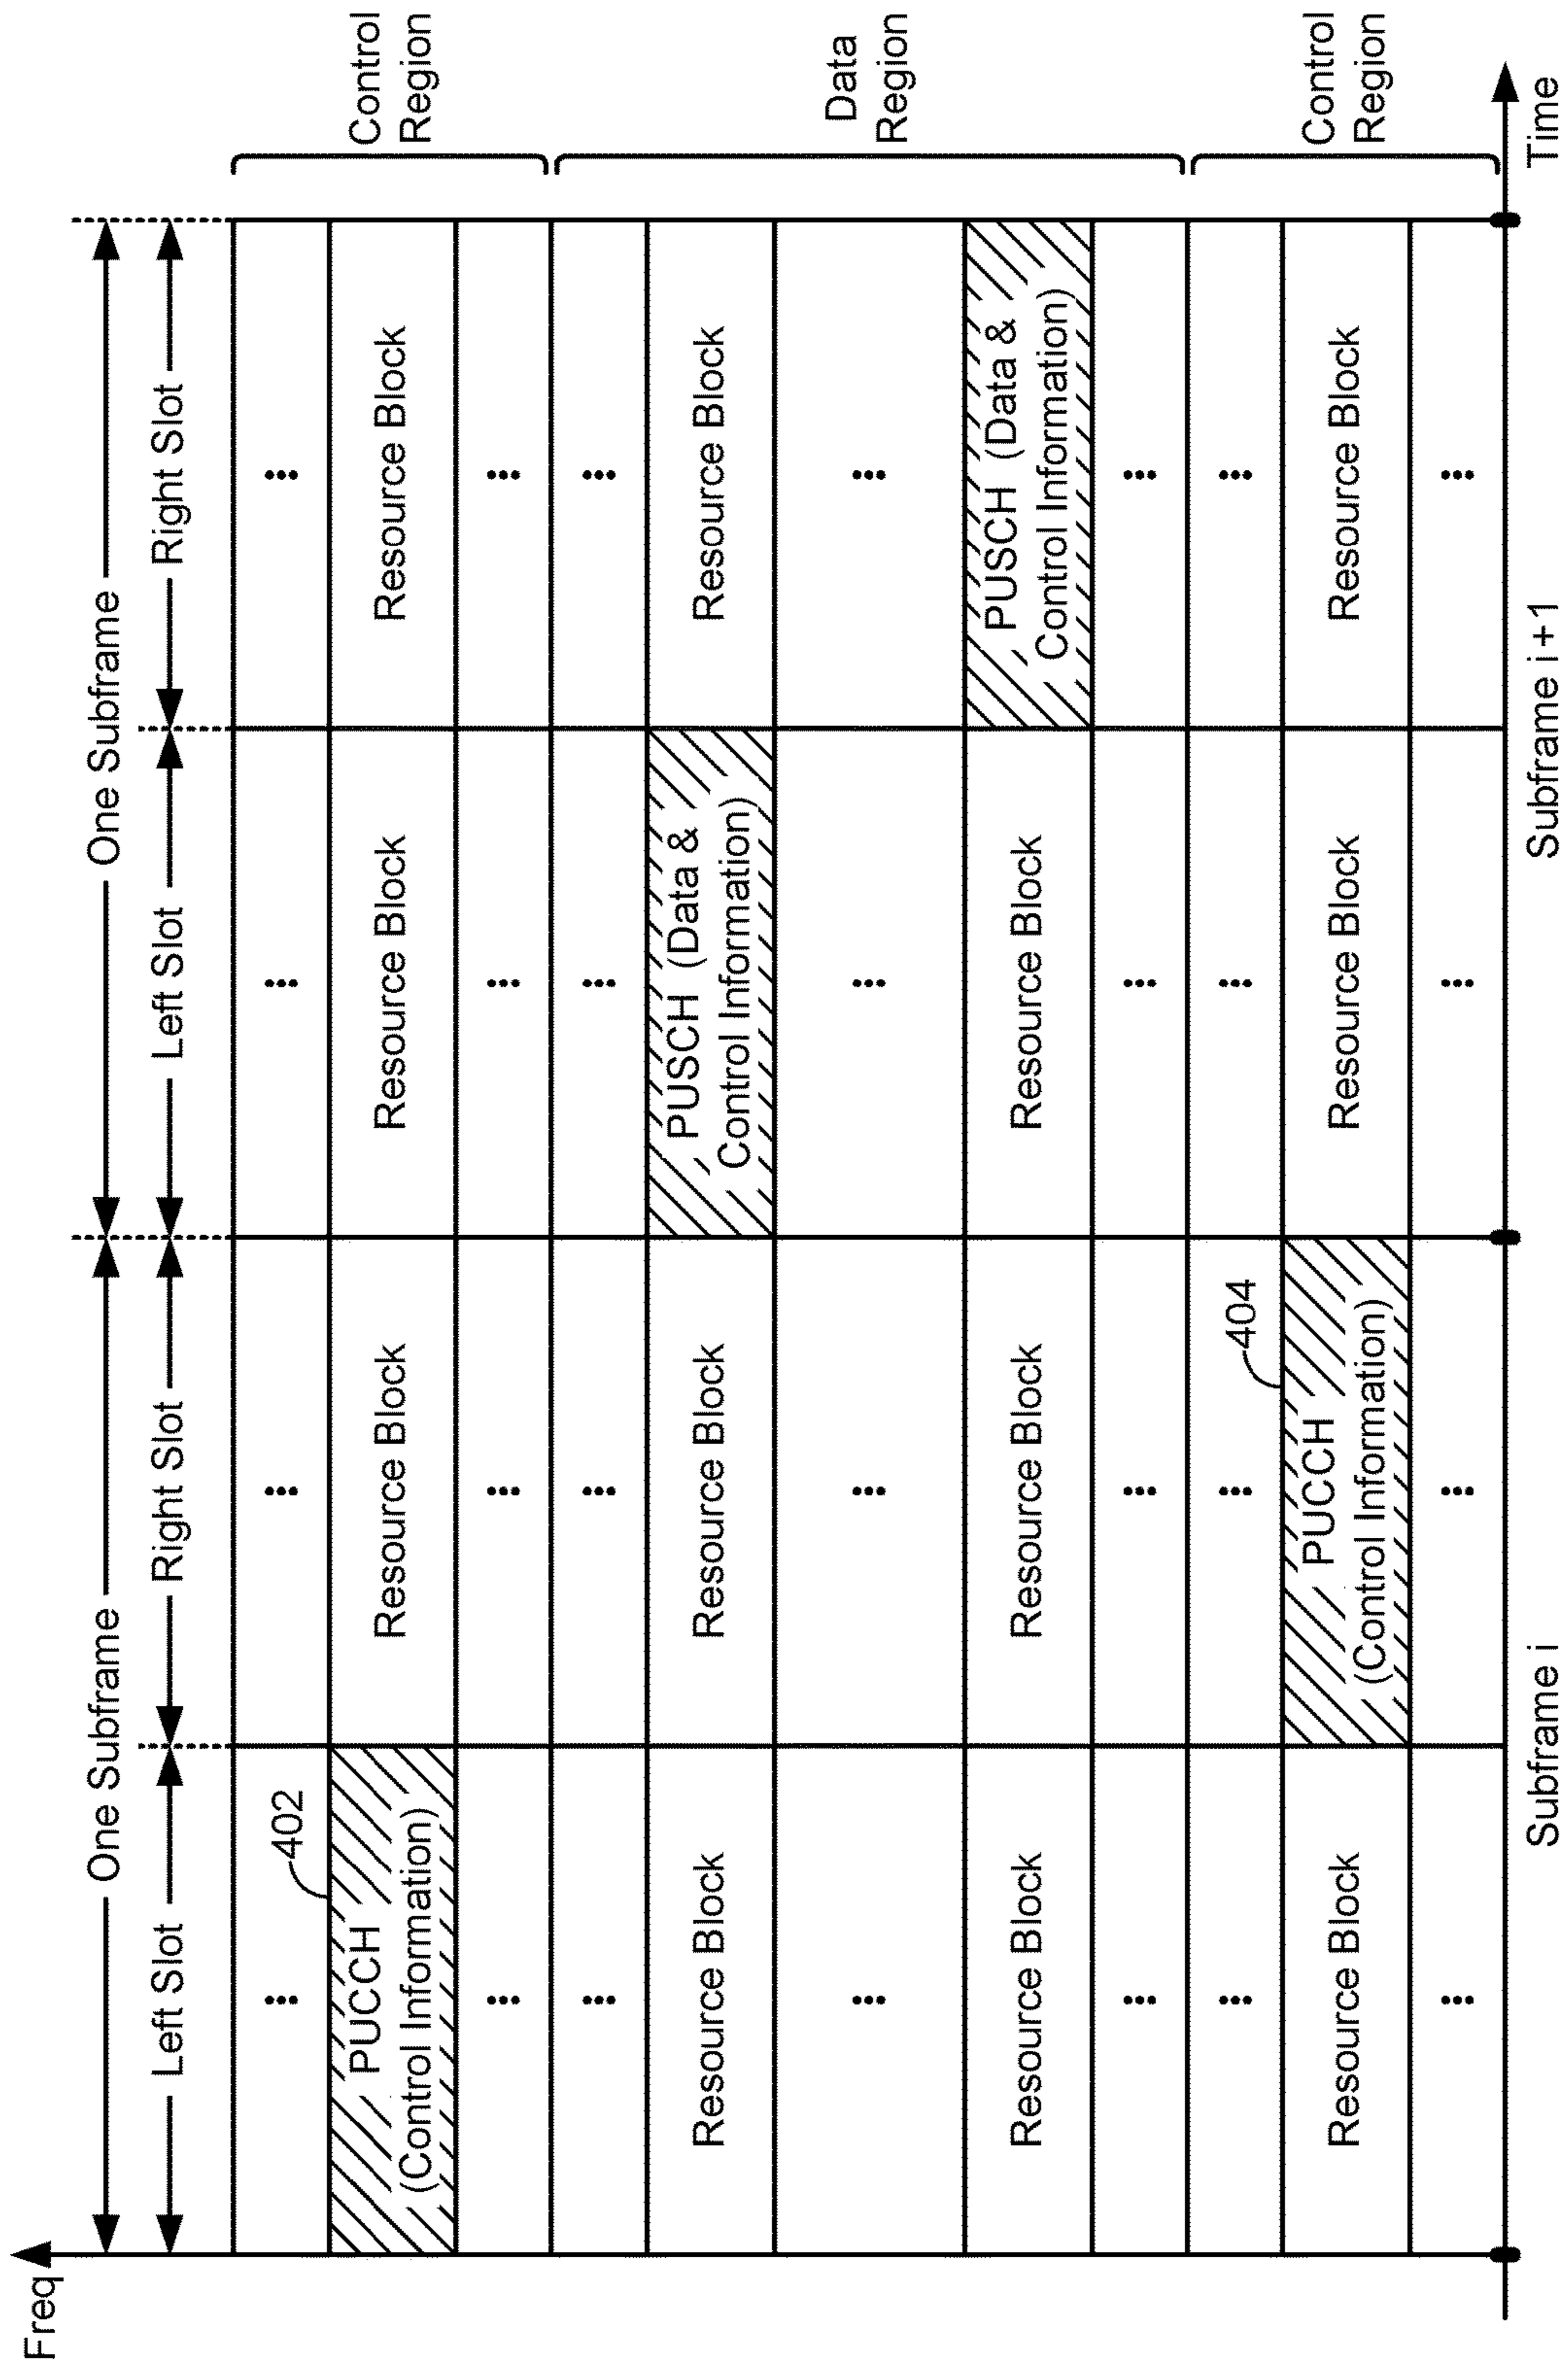 Freq
One Subframe
One Subframe
Left Slot
Right Slot
Left Slot
Right Slot
...
...
...
...
402
PUCCH
(Control Information)
Resource Block
Resource Block
Resource Block
Control
Region
...
...
...
...
...
...
...
...
Resource Block
Resource Block
PUSCH (Data &
Control Information)
Resource Block
...
...
...
...
Data
Region
Resource Block
Resource Block
Resource Block
PUSCH (Data &
Control Information)
...
...
...
...
...
...
...
...
404
Resource Block
PUCCH
(Control Information)
Resource Block
Resource Block
Control
Region
...
...
...
...
Subframe i
Subframe i+1
Time